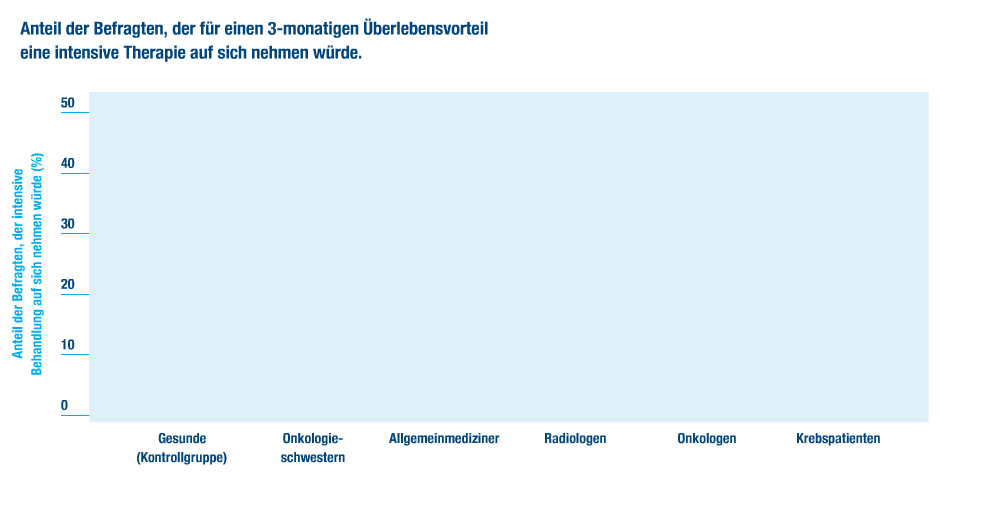 Anteil der Befragten, der für einen 3-monatigen Überlebensvorteil
eine intensive Therapie auf sich nehmen würde.
Anteil der Befragten, der intensive
Behandlung auf sich nehmen würde (%)
50
40
30
20
10
0
Gesunde
(Kontrollgruppe)
Onkologie-
schwestern
Allgemeinmediziner
Radiologen
Onkologen
Krebspatienten